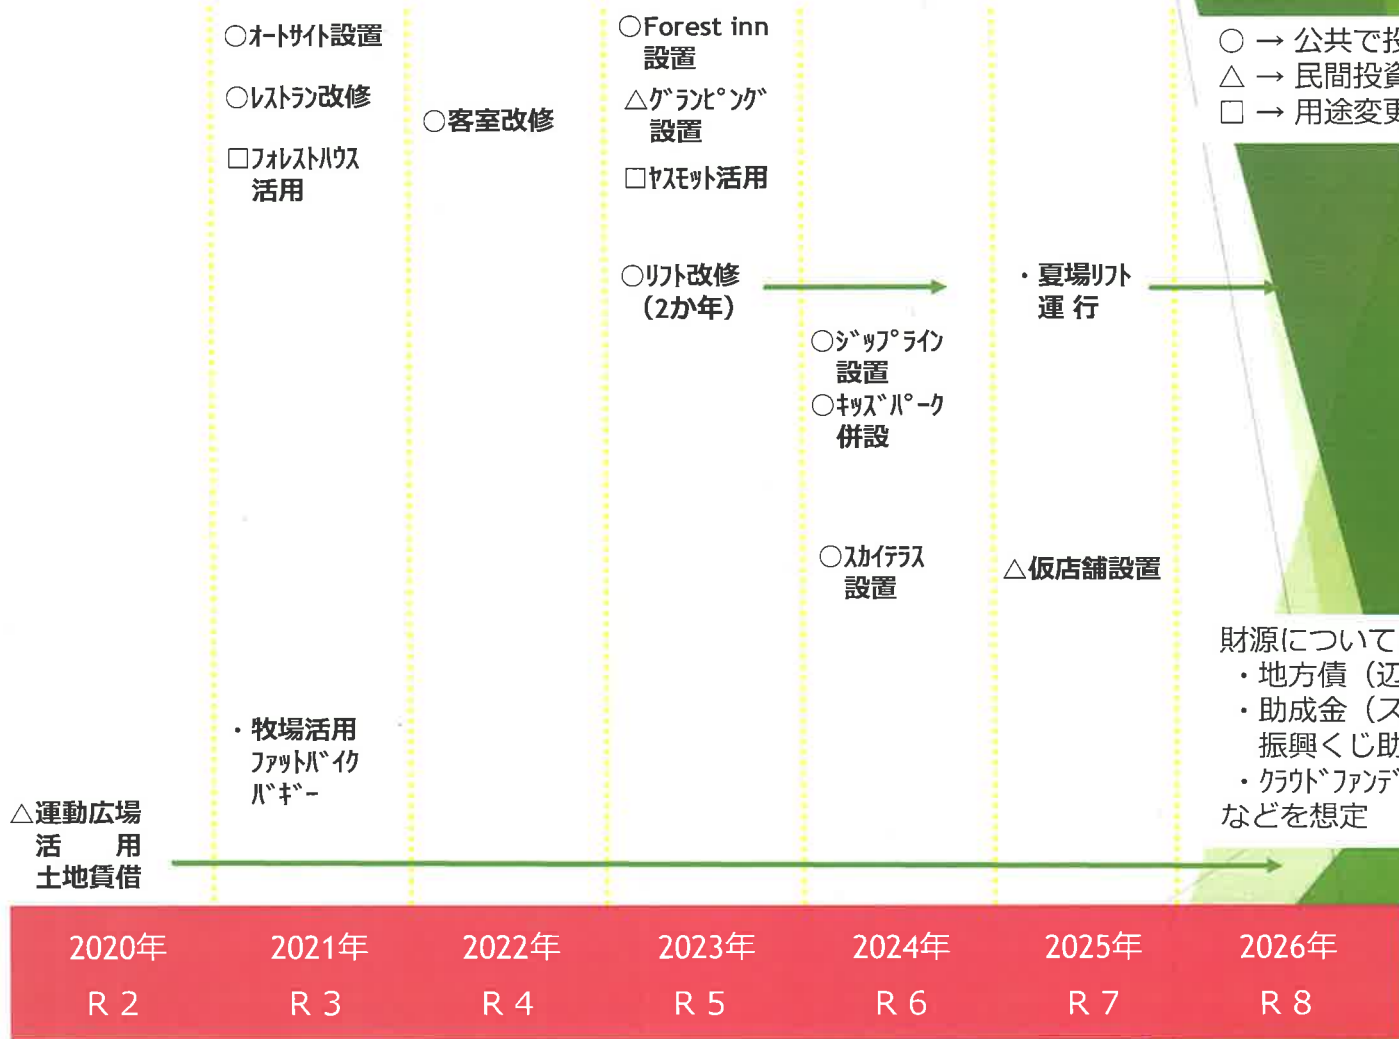 ○ｵｰﾄｻｲﾄ設置
○ﾚｽﾄﾗﾝ改修
□ﾌｫﾚｽﾄﾊｳｽ
活用
○客室改修
○Forest inn
設置
△ｸﾞﾗﾝﾋﾟﾝｸﾞ
設置
□ﾔｽﾓｯﾄ活用
○ﾘﾌﾄ改修
（2か年）
○ｼﾞｯﾌﾟﾗｲﾝ
設置
○ｷｯｽﾞﾊﾟｰｸ
併設
○ｽｶｲﾃﾗｽ
設置
・夏場ﾘﾌﾄ
運 行
△仮店舗設置
・牧場活用
ﾌｧｯﾄﾊﾞｲｸ
ﾊﾞｷﾞｰ
△運動広場
活　　用
土地賃借
○ → 公共で投
△ → 民間投資
□ → 用途変更
財源について
・地方債（辺
・助成金（ス
振興くじ助
・ｸﾗｳﾄﾞﾌｧﾝﾃﾞ
などを想定
2020年 2021年 2022年 2023年 2024年 2025年 2026年
R 2 R 3 R 4 R 5 R 6 R 7 R 8